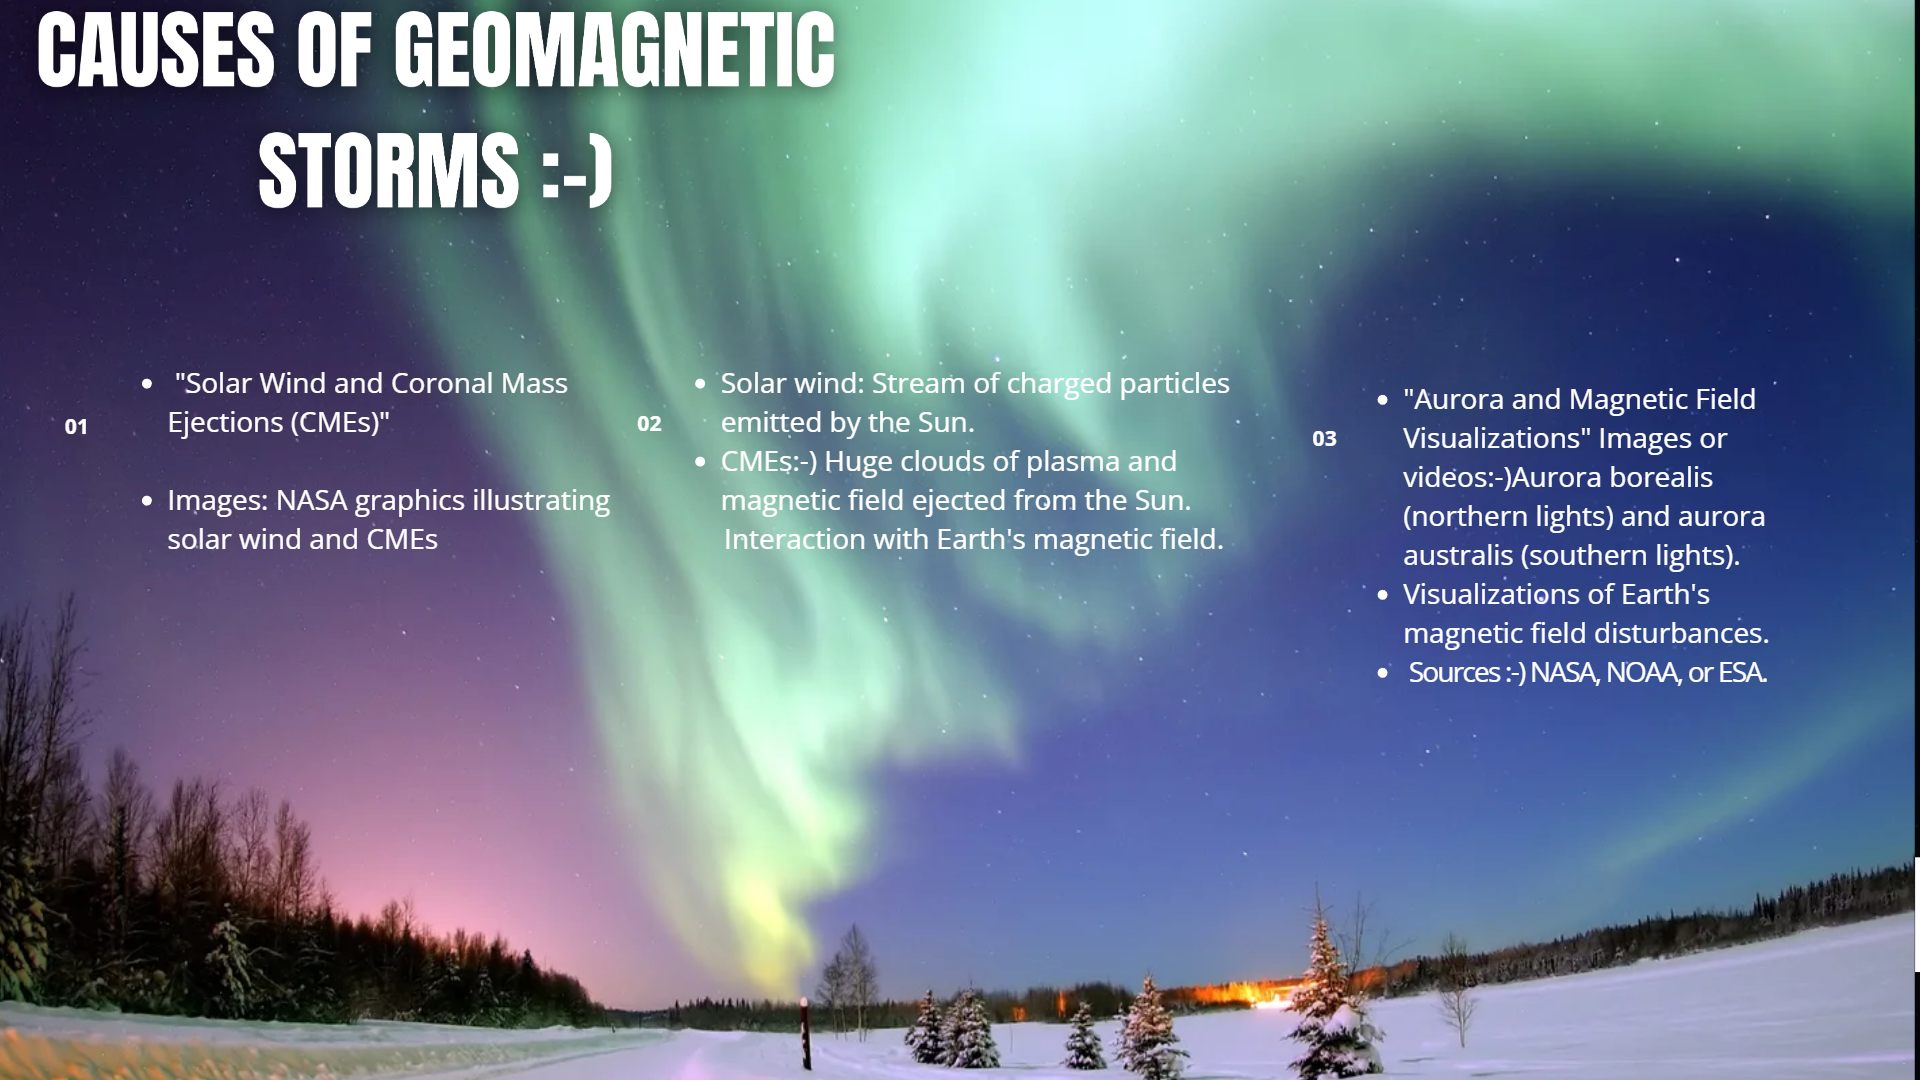 CAUSES OF GEOMAGNETIC
STORMS :-)
01
• "Solar Wind and Coronal Mass
Ejections (CMEs)"
• Images: NASA graphics illustrating
solar wind and CMEs
02
• Solar wind: Stream of charged particles
emitted by the Sun.
• CMEs:-) Huge clouds of plasma and
magnetic field ejected from the Sun.
Interaction with Earth's magnetic field.
03
• "Aurora and Magnetic Field
Visualizations" Images or
videos:-)Aurora borealis
(northern lights) and aurora
australis (southern lights).
• Visualizations of Earth's
magnetic field disturbances.
• Sources :-) NASA, NOAA, or ESA.